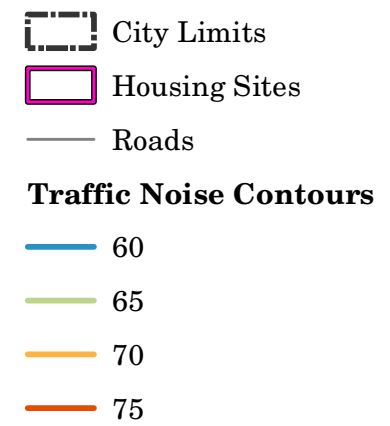 City Limits
Housing Sites
Roads
Traffic Noise Contours
60
65
70
75